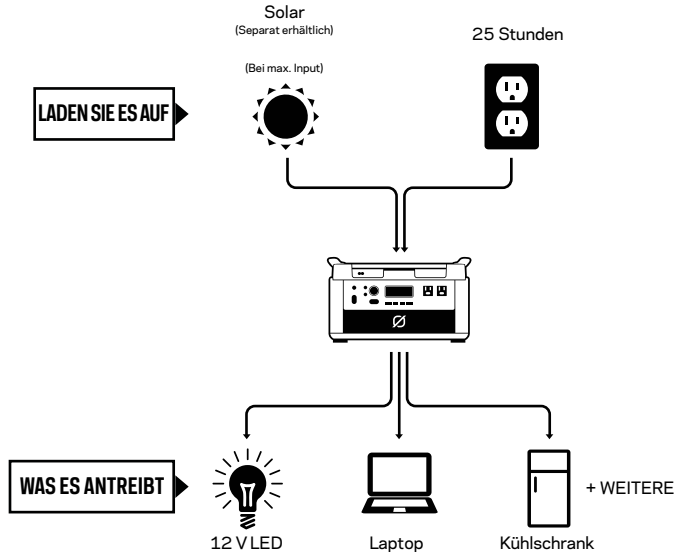 Solar
(Separat erhältlich)
25 Stunden
(Bei max. Input)
LADEN SIE ES AUF
WAS ES ANTREIBT
+ WEITERE
12 V LED
Laptop
Kühlschrank